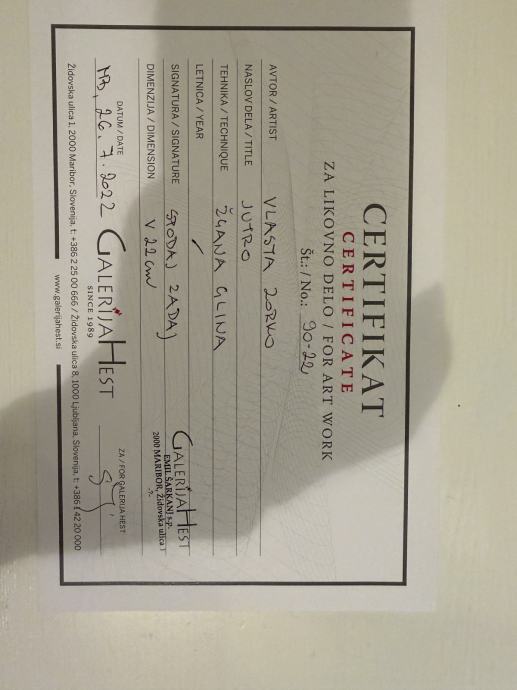 CERTIFIKAT
CERTIFICATE
ZA LIKOVNO DELO / FOR ART WORK
Št.: / No.: 90-22
AVTOR / ARTIST VLASTA ZORKO
NASLOV DELA / TITLE JUTRO
TEHNIKA / TECHNIQUE ŽGANA GLINA
LETNICA / YEAR /
SIGNATURA / SIGNATURE SPODAJ ZADAJ
DIMENZIJA / DIMENSION V 22 cm
GALERIJA HEST
EMIL ŠARKANJ s.p.
2000 MARIBOR, Židovska ulica 1
-7-
DATUM / DATE
MB, 26. 7. 2022
GALERIJA HEST
SINCE 1989
ZA / FOR GALERIJA HEST
Židovska ulica 1, 2000 Maribor, Slovenija, t: +386 2 25 00 666 / Židovska ulica 8, 1000 Ljubljana, Slovenija, t: +386 1 42 20 000
www.galerijahest.si